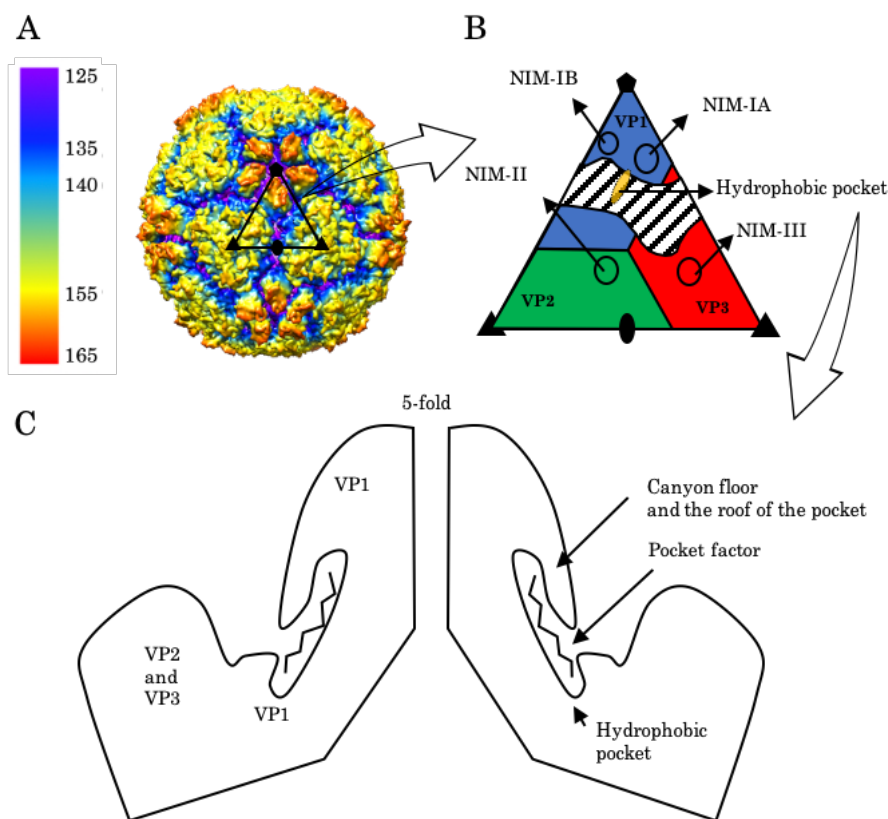 A
125
135
140
155
165
B
NIM-IB
NIM-IA
VP1
NIM-II
Hydrophobic pocket
NIM-III
VP2
VP3
C
5-fold
VP1
Canyon floor
and the roof of the pocket
Pocket factor
VP2
and
VP3
VP1
Hydrophobic
pocket